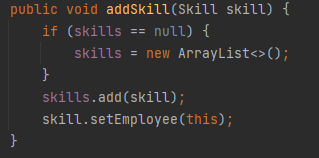 public void addSkill(Skill skill) {
    if (skills == null) {
        skills = new ArrayList<>();
    }
    skills.add(skill);
    skill.setEmployee(this);
}